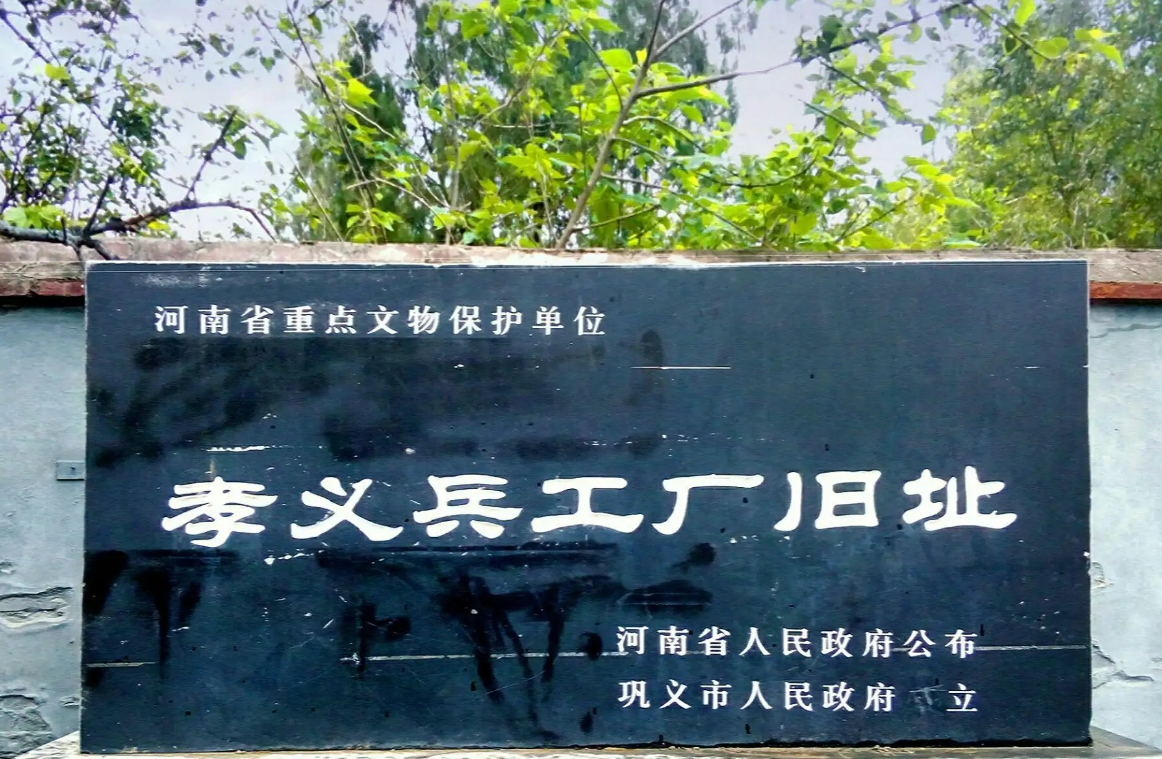 河南省重点文物保护单位
孝义兵工厂旧址
河南省人民政府公布
巩义市人民政府 立